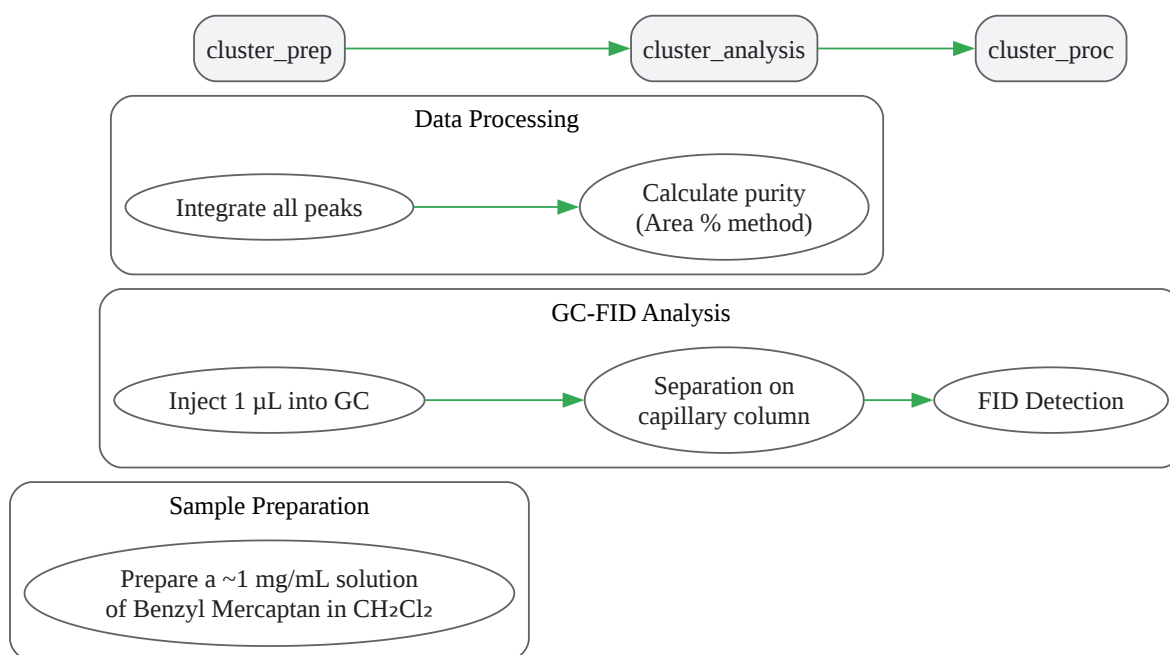 cluster_prep
cluster_analysis
cluster_proc
Data Processing
Integrate all peaks
Calculate purity
(Area % method)
GC-FID Analysis
Inject 1 µL into GC
Separation on
capillary column
FID Detection
Sample Preparation
Prepare a ~1 mg/mL solution
of Benzyl Mercaptan in CH₂Cl₂